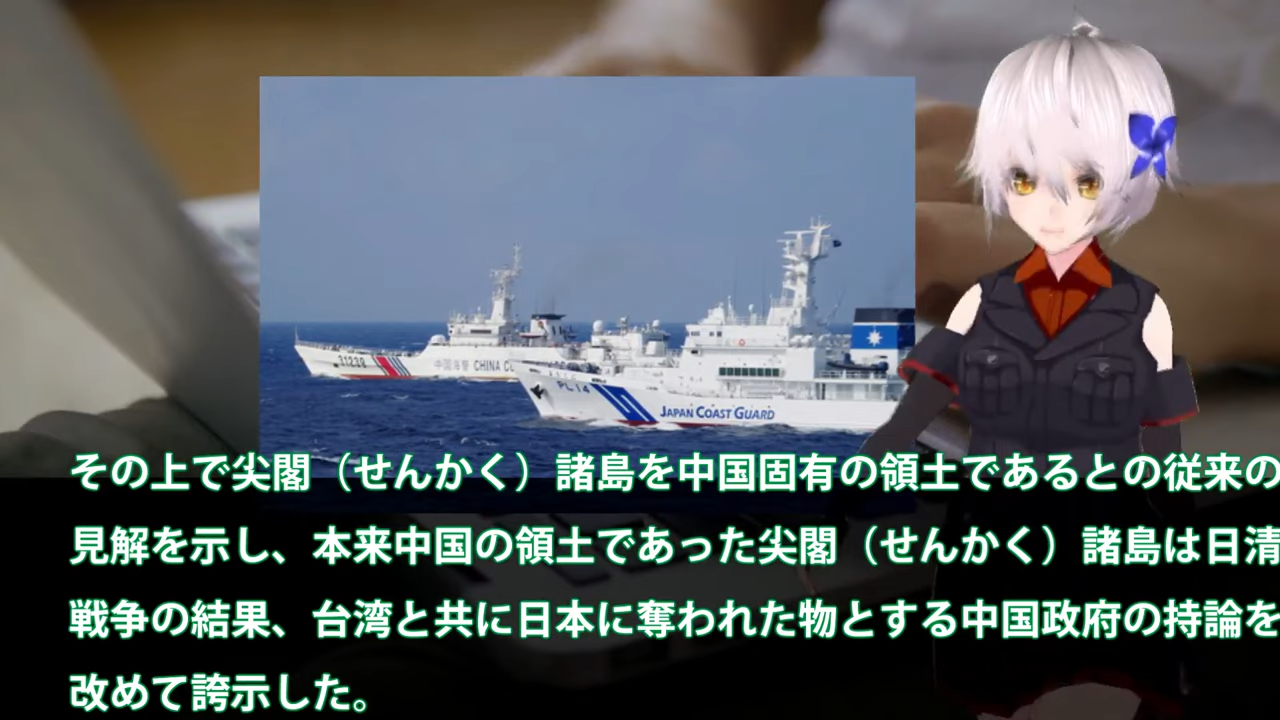 31239
中国海警 CHINA C
PL 14
JAPAN COAST GUARD
その上で尖閣（せんかく）諸島を中国固有の領土であるとの従来の
見解を示し、本来中国の領土であった尖閣（せんかく）諸島は日清
戦争の結果、台湾と共に日本に奪われた物とする中国政府の持論を
改めて誇示した。